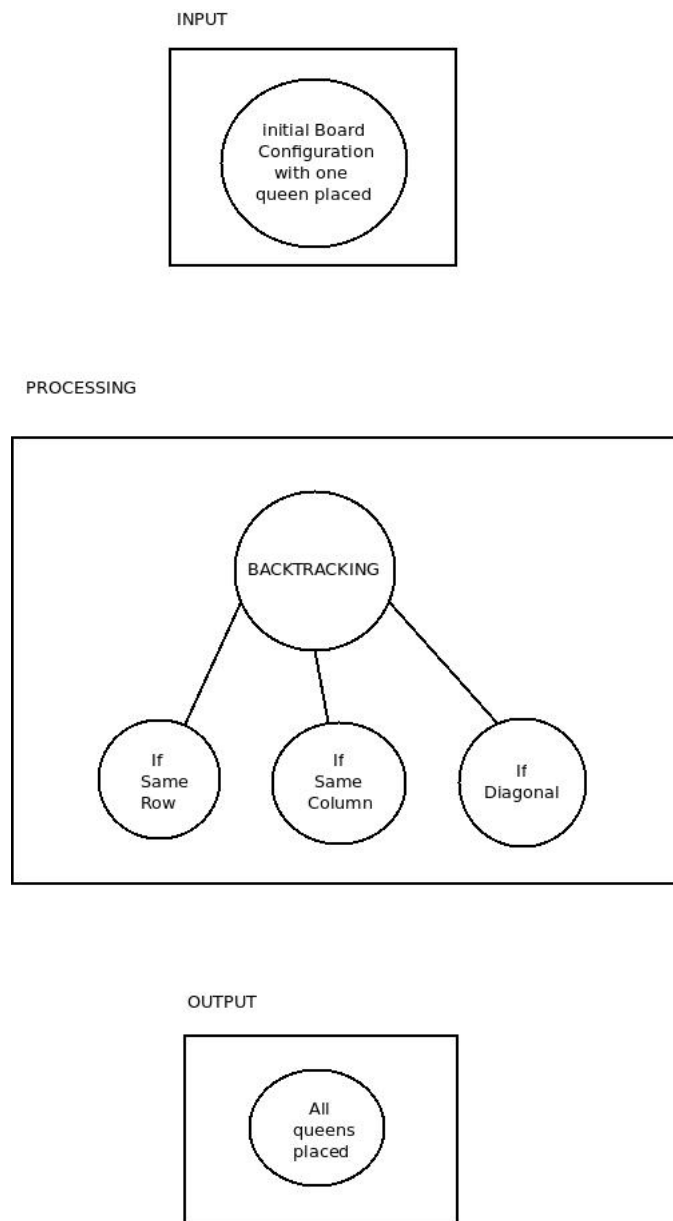 INPUT
initial Board
Configuration
with one
queen placed
PROCESSING
BACKTRACKING
If
Same
Row
If
Same
Column
If
Diagonal
OUTPUT
All
queens
placed